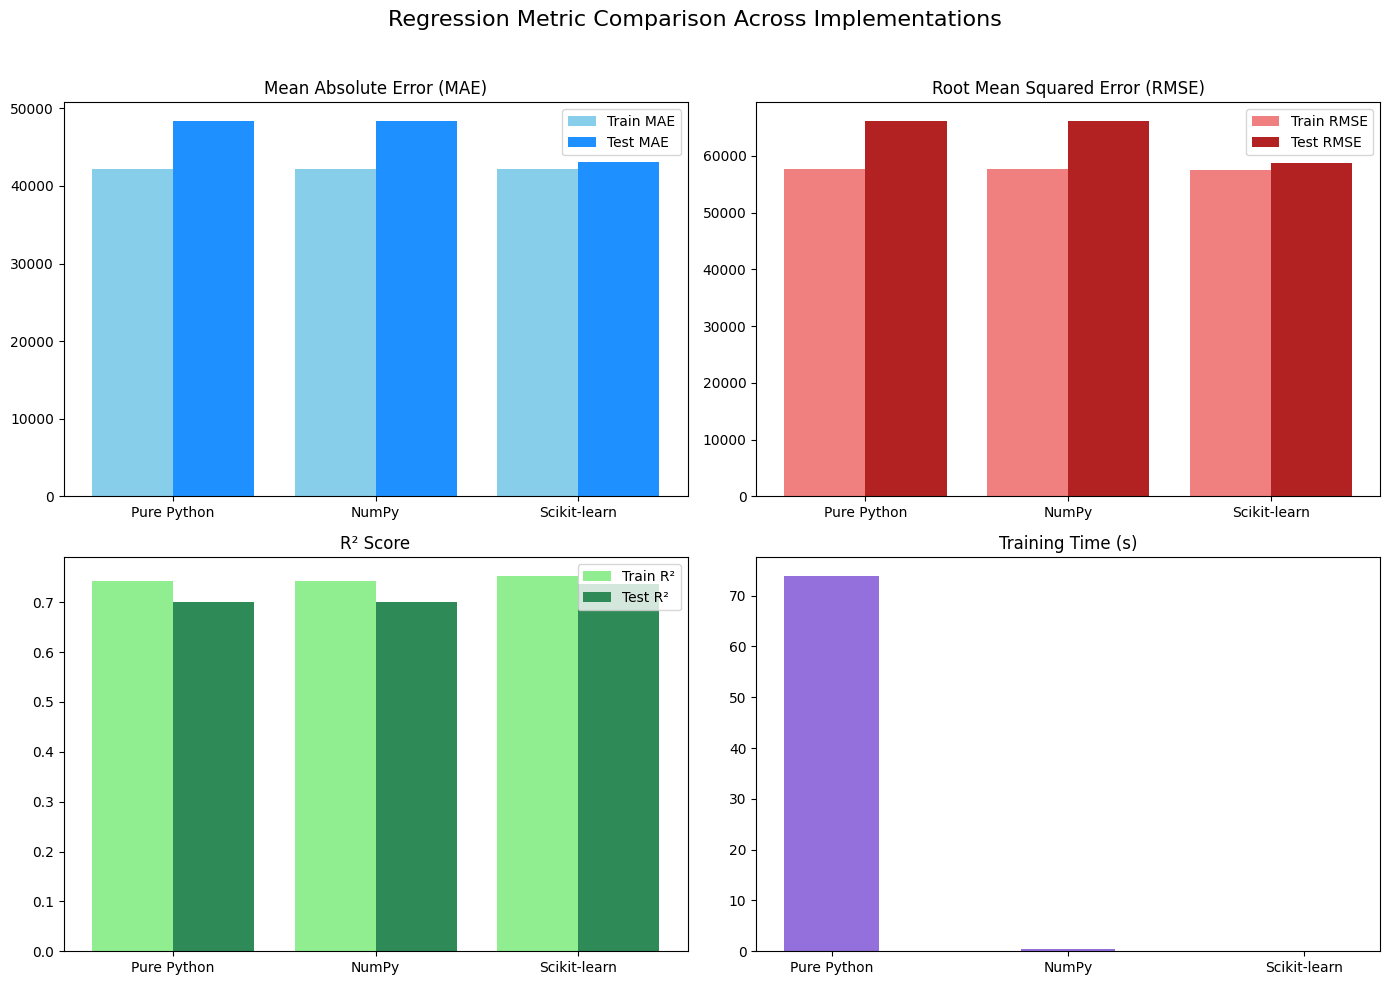 Regression Metric Comparison Across Implementations
Mean Absolute Error (MAE)
50000
40000
30000
20000
10000
0
Train MAE
Test MAE
Pure Python
NumPy
Scikit-learn
Root Mean Squared Error (RMSE)
60000
50000
40000
30000
20000
10000
0
Train RMSE
Test RMSE
Pure Python
NumPy
Scikit-learn
R² Score
0.7
0.6
0.5
0.4
0.3
0.2
0.1
0.0
Train R²
Test R²
Pure Python
NumPy
Scikit-learn
Training Time (s)
70
60
50
40
30
20
10
0
Pure Python
NumPy
Scikit-learn